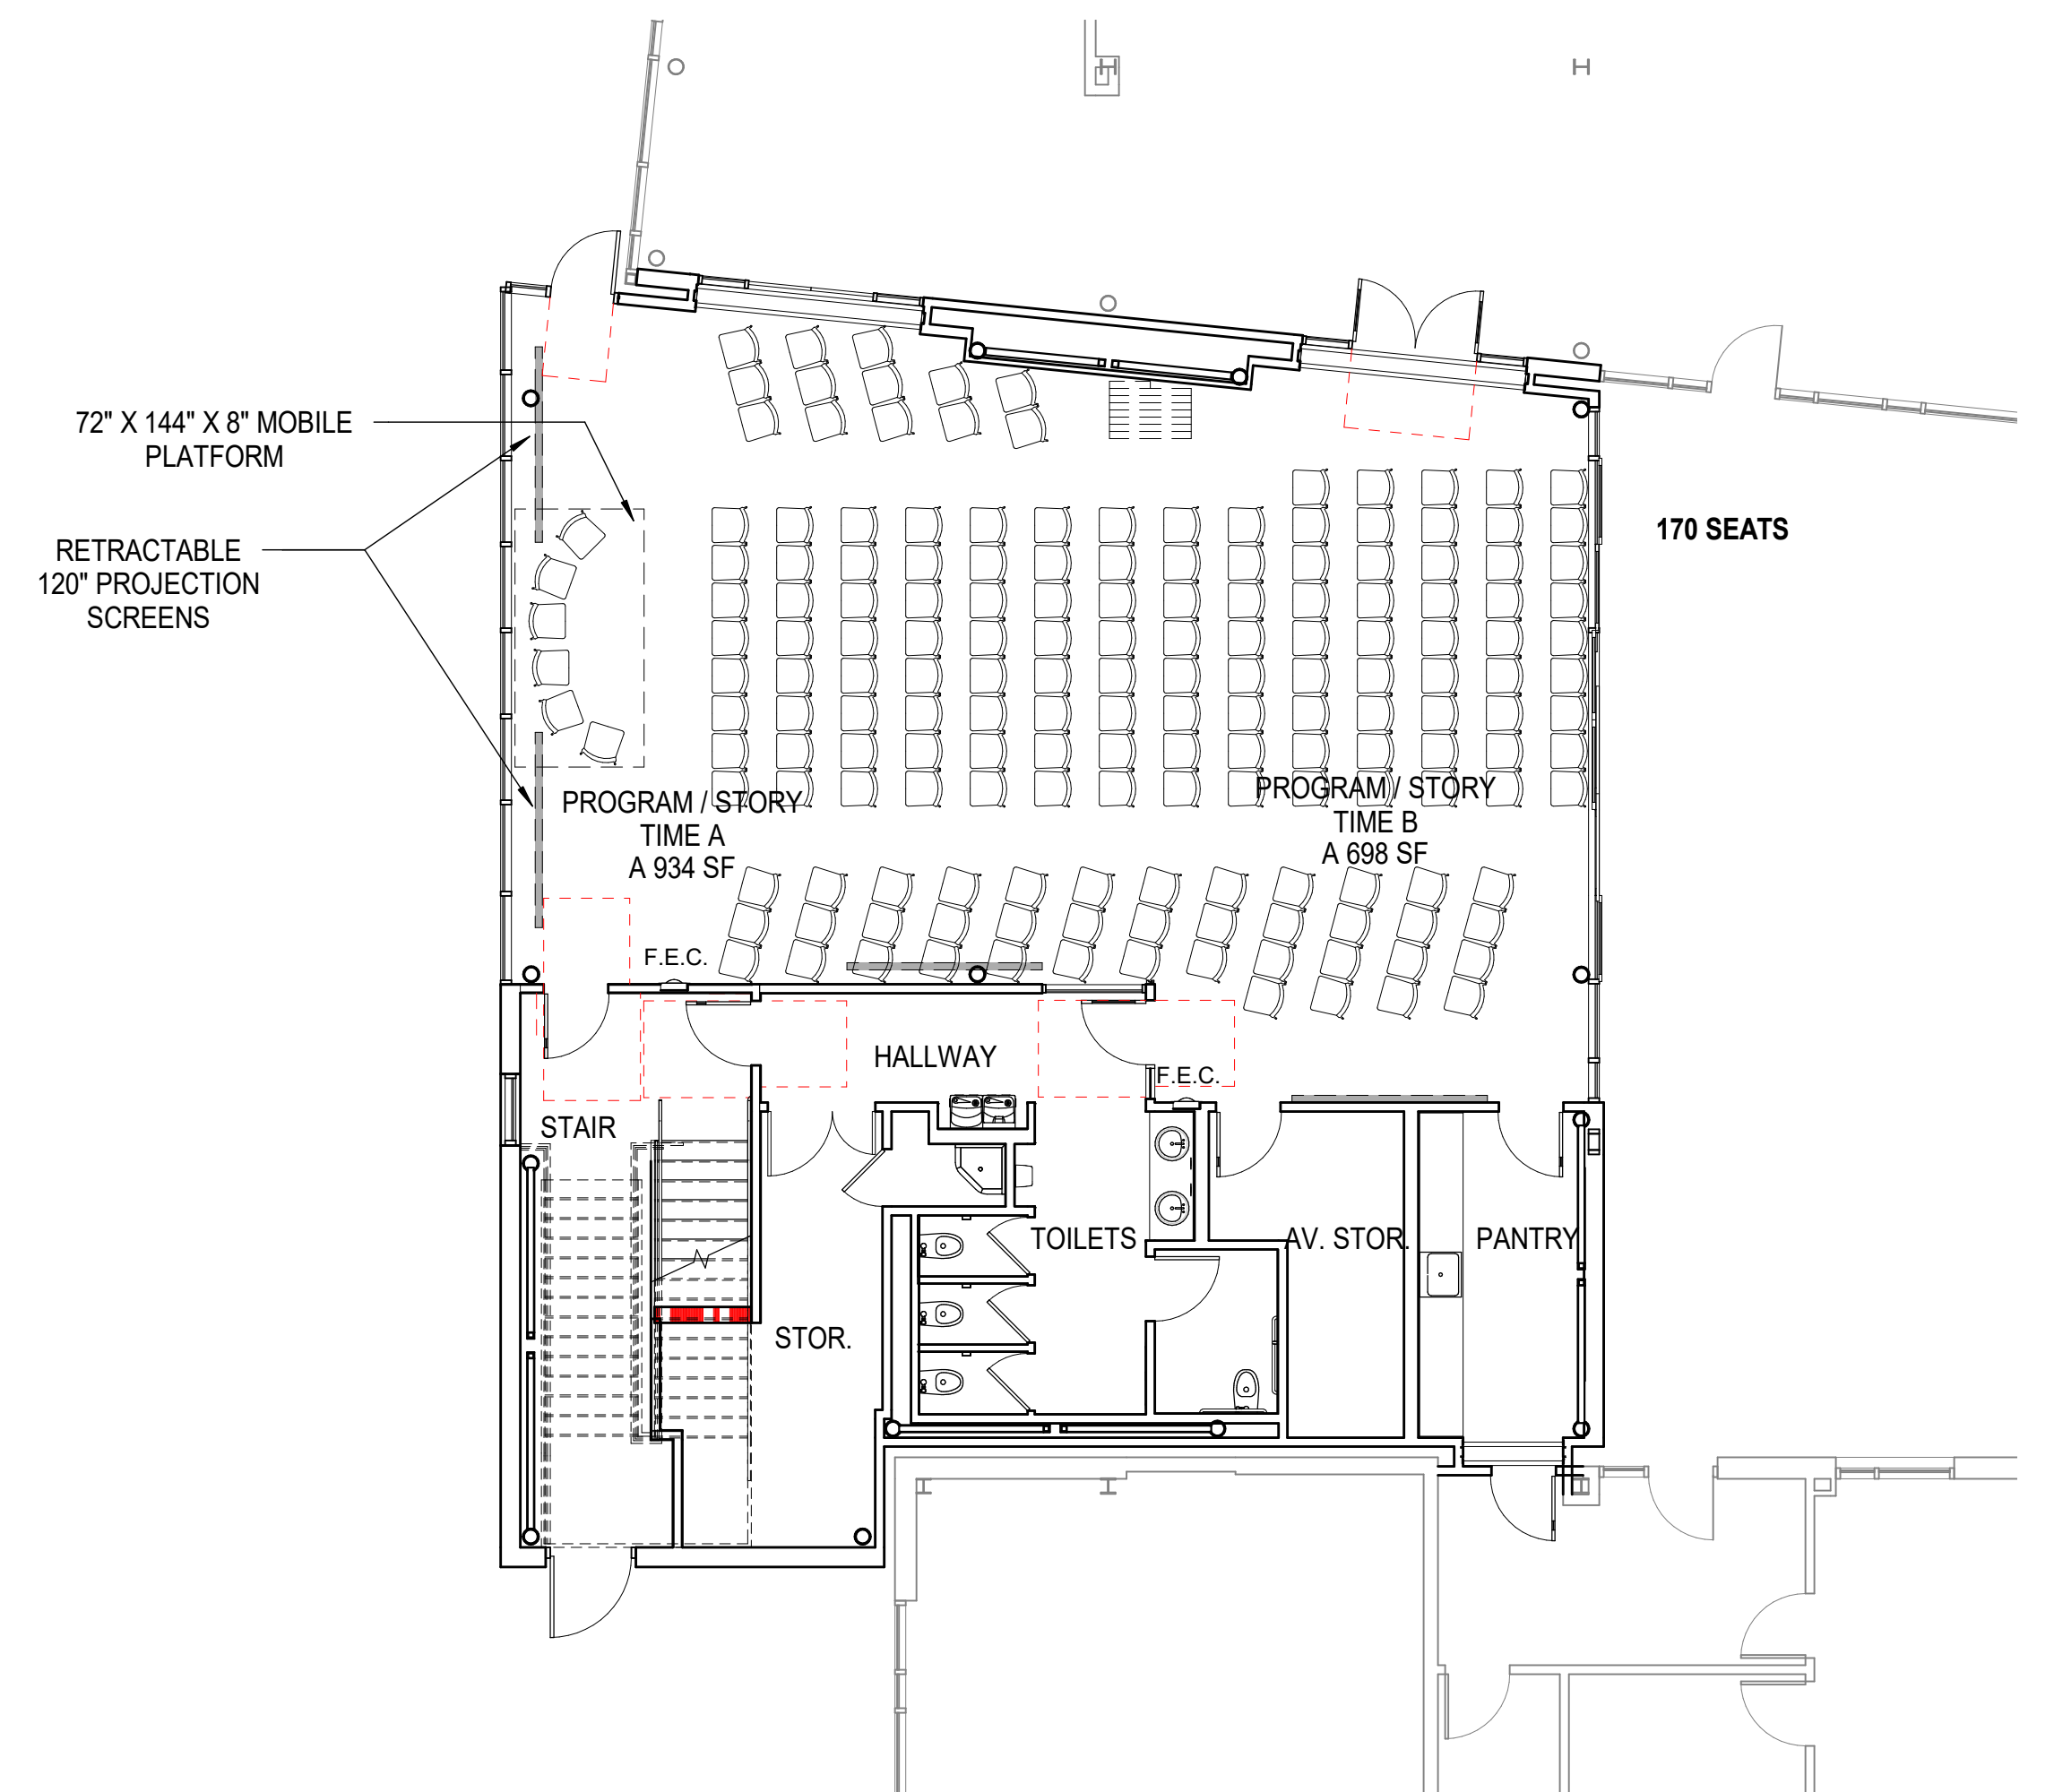 72" X 144" X 8" MOBILE
PLATFORM
RETRACTABLE
120" PROJECTION
SCREENS
170 SEATS
PROGRAM / STORY
TIME A
A 934 SF
PROGRAM / STORY
TIME B
A 698 SF
F.E.C.
HALLWAY
F.E.C.
STAIR
TOILETS
AV. STOR.
PANTRY
STOR.